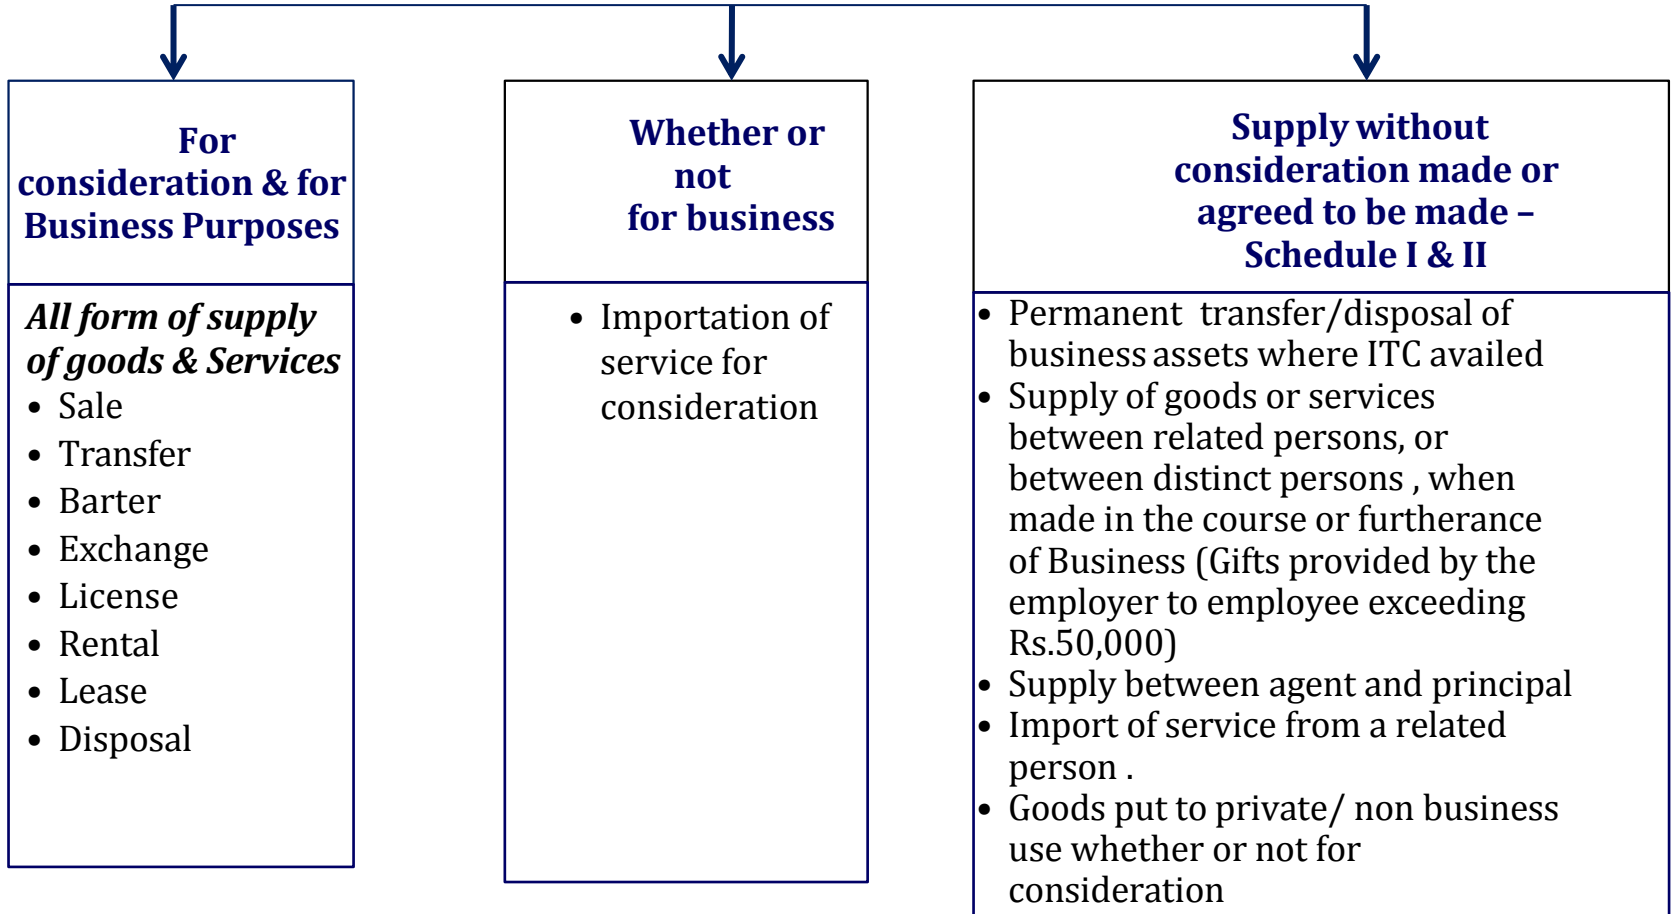 For
consideration & for
Business Purposes
All form of supply
of goods & Services
• Sale
• Transfer
• Barter
• Exchange
• License
• Rental
• Lease
• Disposal
Whether or
not
for business
• Importation of
service for
consideration
Supply without
consideration made or
agreed to be made –
Schedule I & II
• Permanent transfer/disposal of
business assets where ITC availed
• Supply of goods or services
between related persons, or
between distinct persons , when
made in the course or furtherance
of Business (Gifts provided by the
employer to employee exceeding
Rs.50,000)
• Supply between agent and principal
• Import of service from a related
person .
• Goods put to private/ non business
use whether or not for
consideration